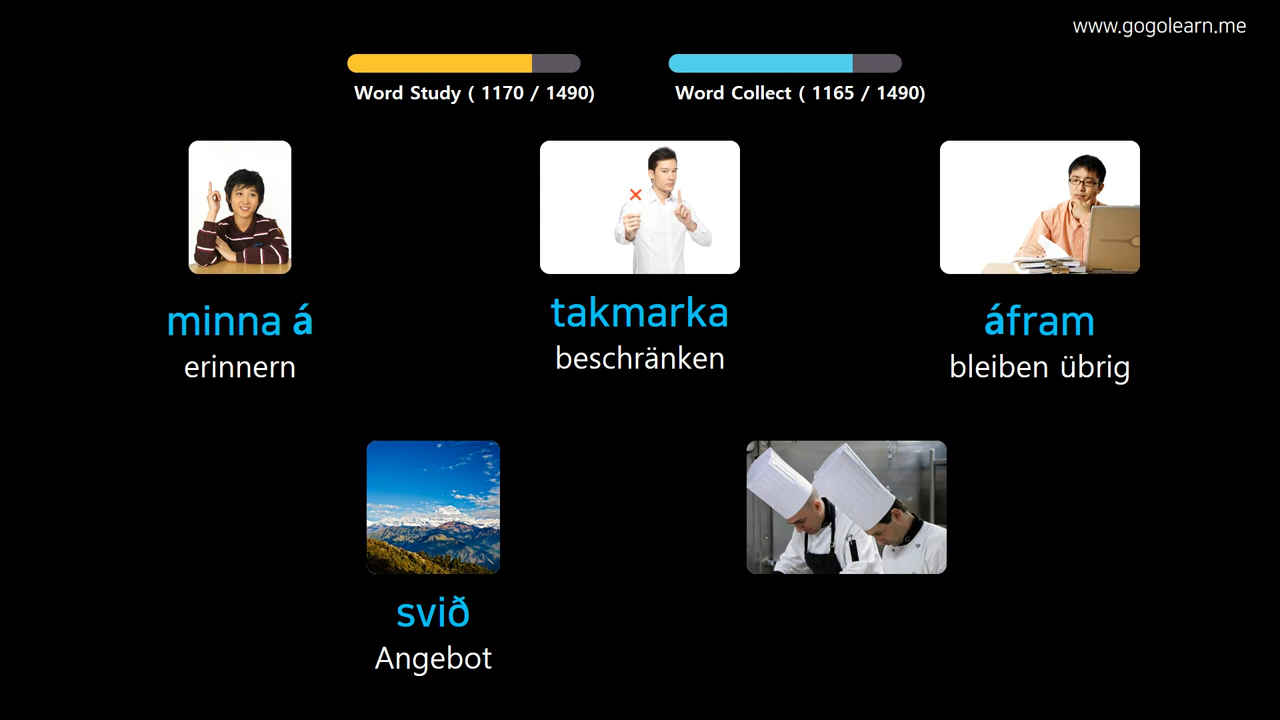 www.gogolearn.me
Word Study ( 1170 / 1490)
Word Collect ( 1165 / 1490)
minna á
erinnern
takmarka
beschränken
áfram
bleiben übrig
svið
Angebot